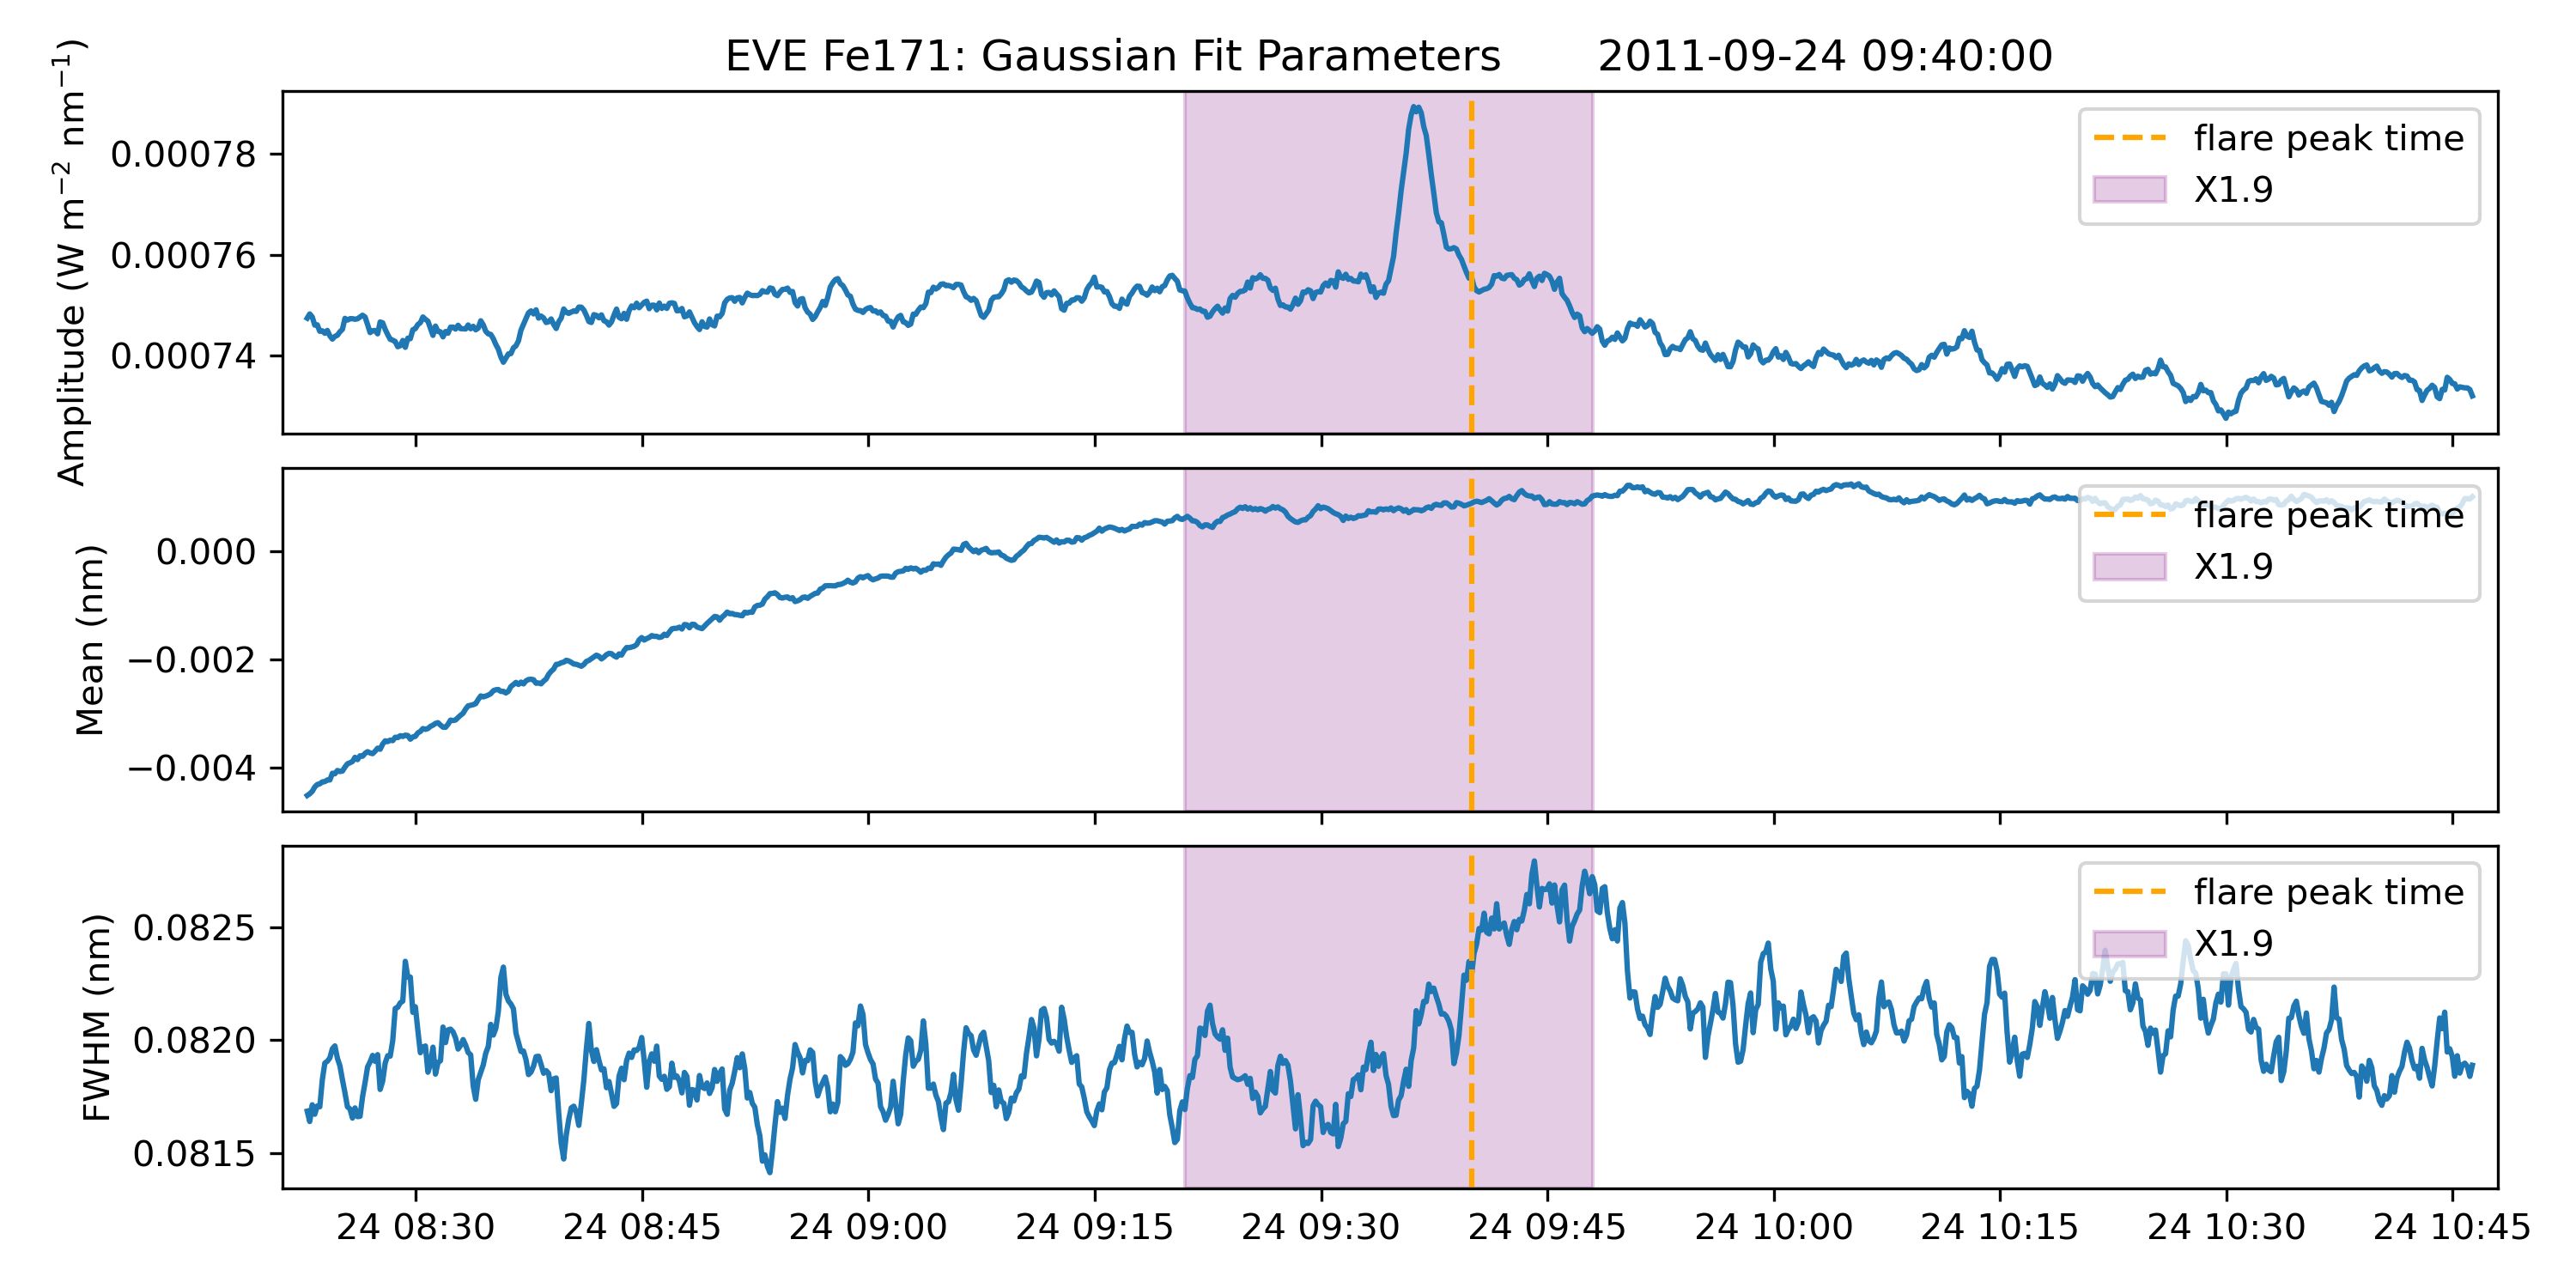 EVE Fe171: Gaussian Fit Parameters 2011-09-24 09:40:00
Amplitude (W m⁻² nm⁻¹)
0.00078
0.00076
0.00074
flare peak time
X1.9
Mean (nm)
0.000
−0.002
−0.004
flare peak time
X1.9
FWHM (nm)
0.0825
0.0820
0.0815
flare peak time
X1.9
24 08:30 24 08:45 24 09:00 24 09:15 24 09:30 24 09:45 24 10:00 24 10:15 24 10:30 24 10:45